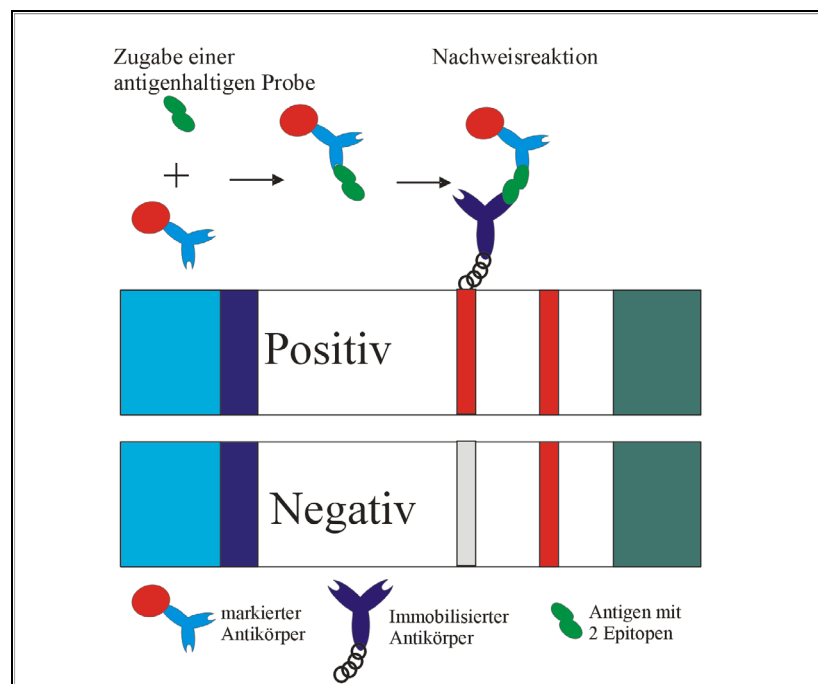 Zugabe einer
antigenhaltigen Probe
Nachweisreaktion
+
Positiv
Negativ
markierter
Antikörper
Immobilisierter
Antikörper
Antigen mit
2 Epitopen